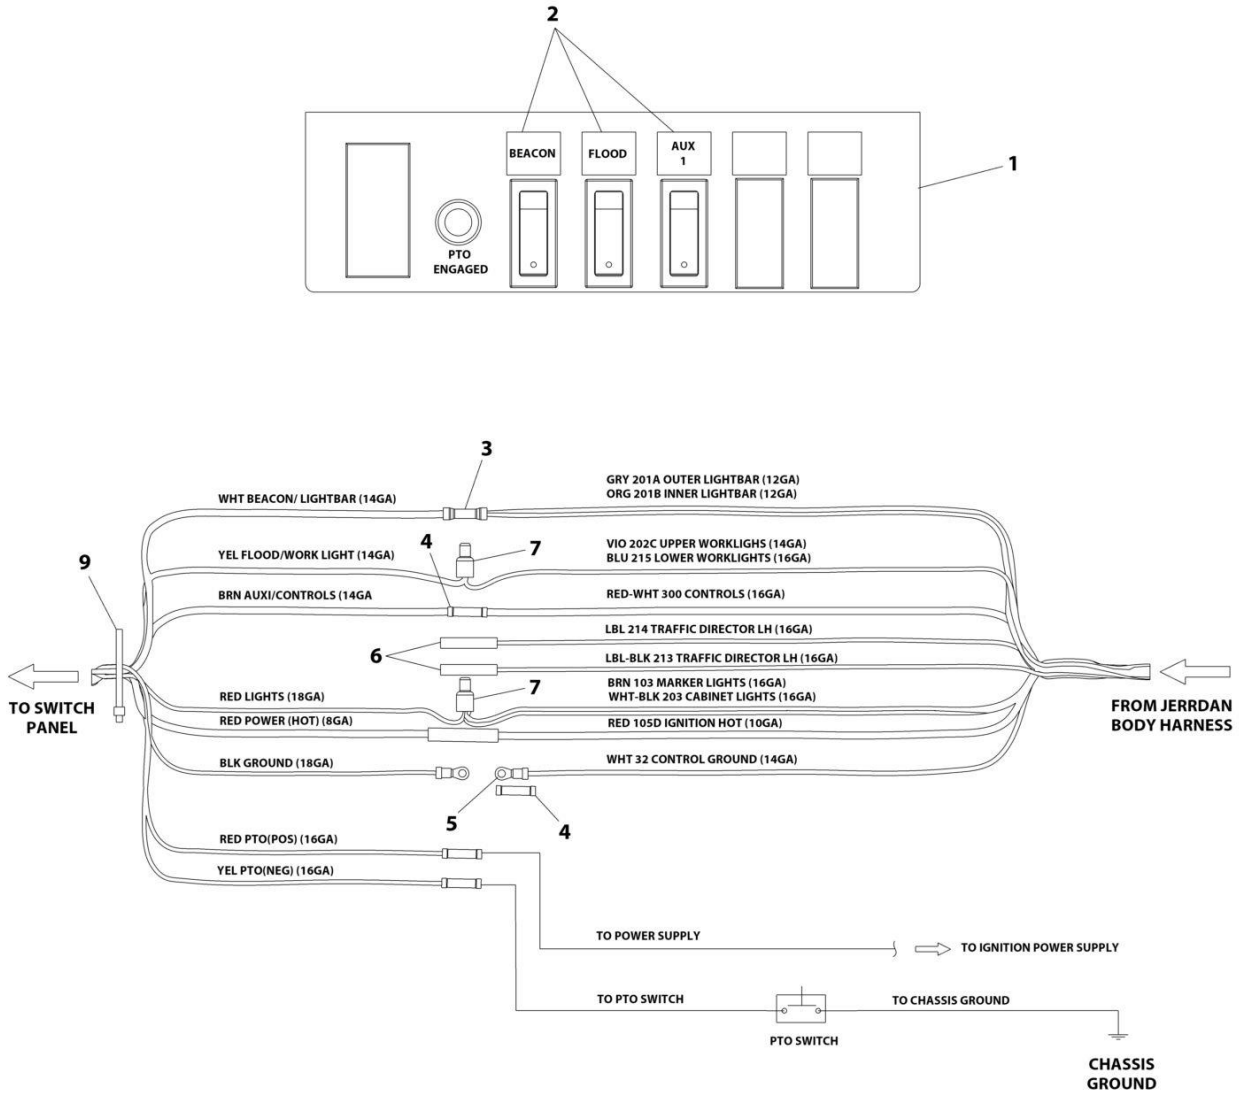 2
1
BEACON
FLOOD
AUX
1
PTO
ENGAGED
3
GRY 201A OUTER LIGHTBAR (12GA)
ORG 201B INNER LIGHTBAR (12GA)
WHT BEACON/ LIGHTBAR (14GA)
4
7
VIO 202C UPPER WORKLIGHS (14GA)
BLU 215 LOWER WORKLIGHTS (16GA)
YEL FLOOD/WORK LIGHT (14GA)
9
BRN AUXI/CONTROLS (14GA
RED-WHT 300 CONTROLS (16GA)
LBL 214 TRAFFIC DIRECTOR LH (16GA)
6
LBL-BLK 213 TRAFFIC DIRECTOR LH (16GA)
7
BRN 103 MARKER LIGHTS (16GA)
WHT-BLK 203 CABINET LIGHTS (16GA)
RED LIGHTS (18GA)
TO SWITCH
PANEL
FROM JERRDAN
BODY HARNESS
RED POWER (HOT) (8GA)
RED 105D IGNITION HOT (10GA)
BLK GROUND (18GA)
WHT 32 CONTROL GROUND (14GA)
5
4
RED PTO(POS) (16GA)
YEL PTO(NEG) (16GA)
TO POWER SUPPLY
TO IGNITION POWER SUPPLY
TO PTO SWITCH
TO CHASSIS GROUND
PTO SWITCH
CHASSIS
GROUND